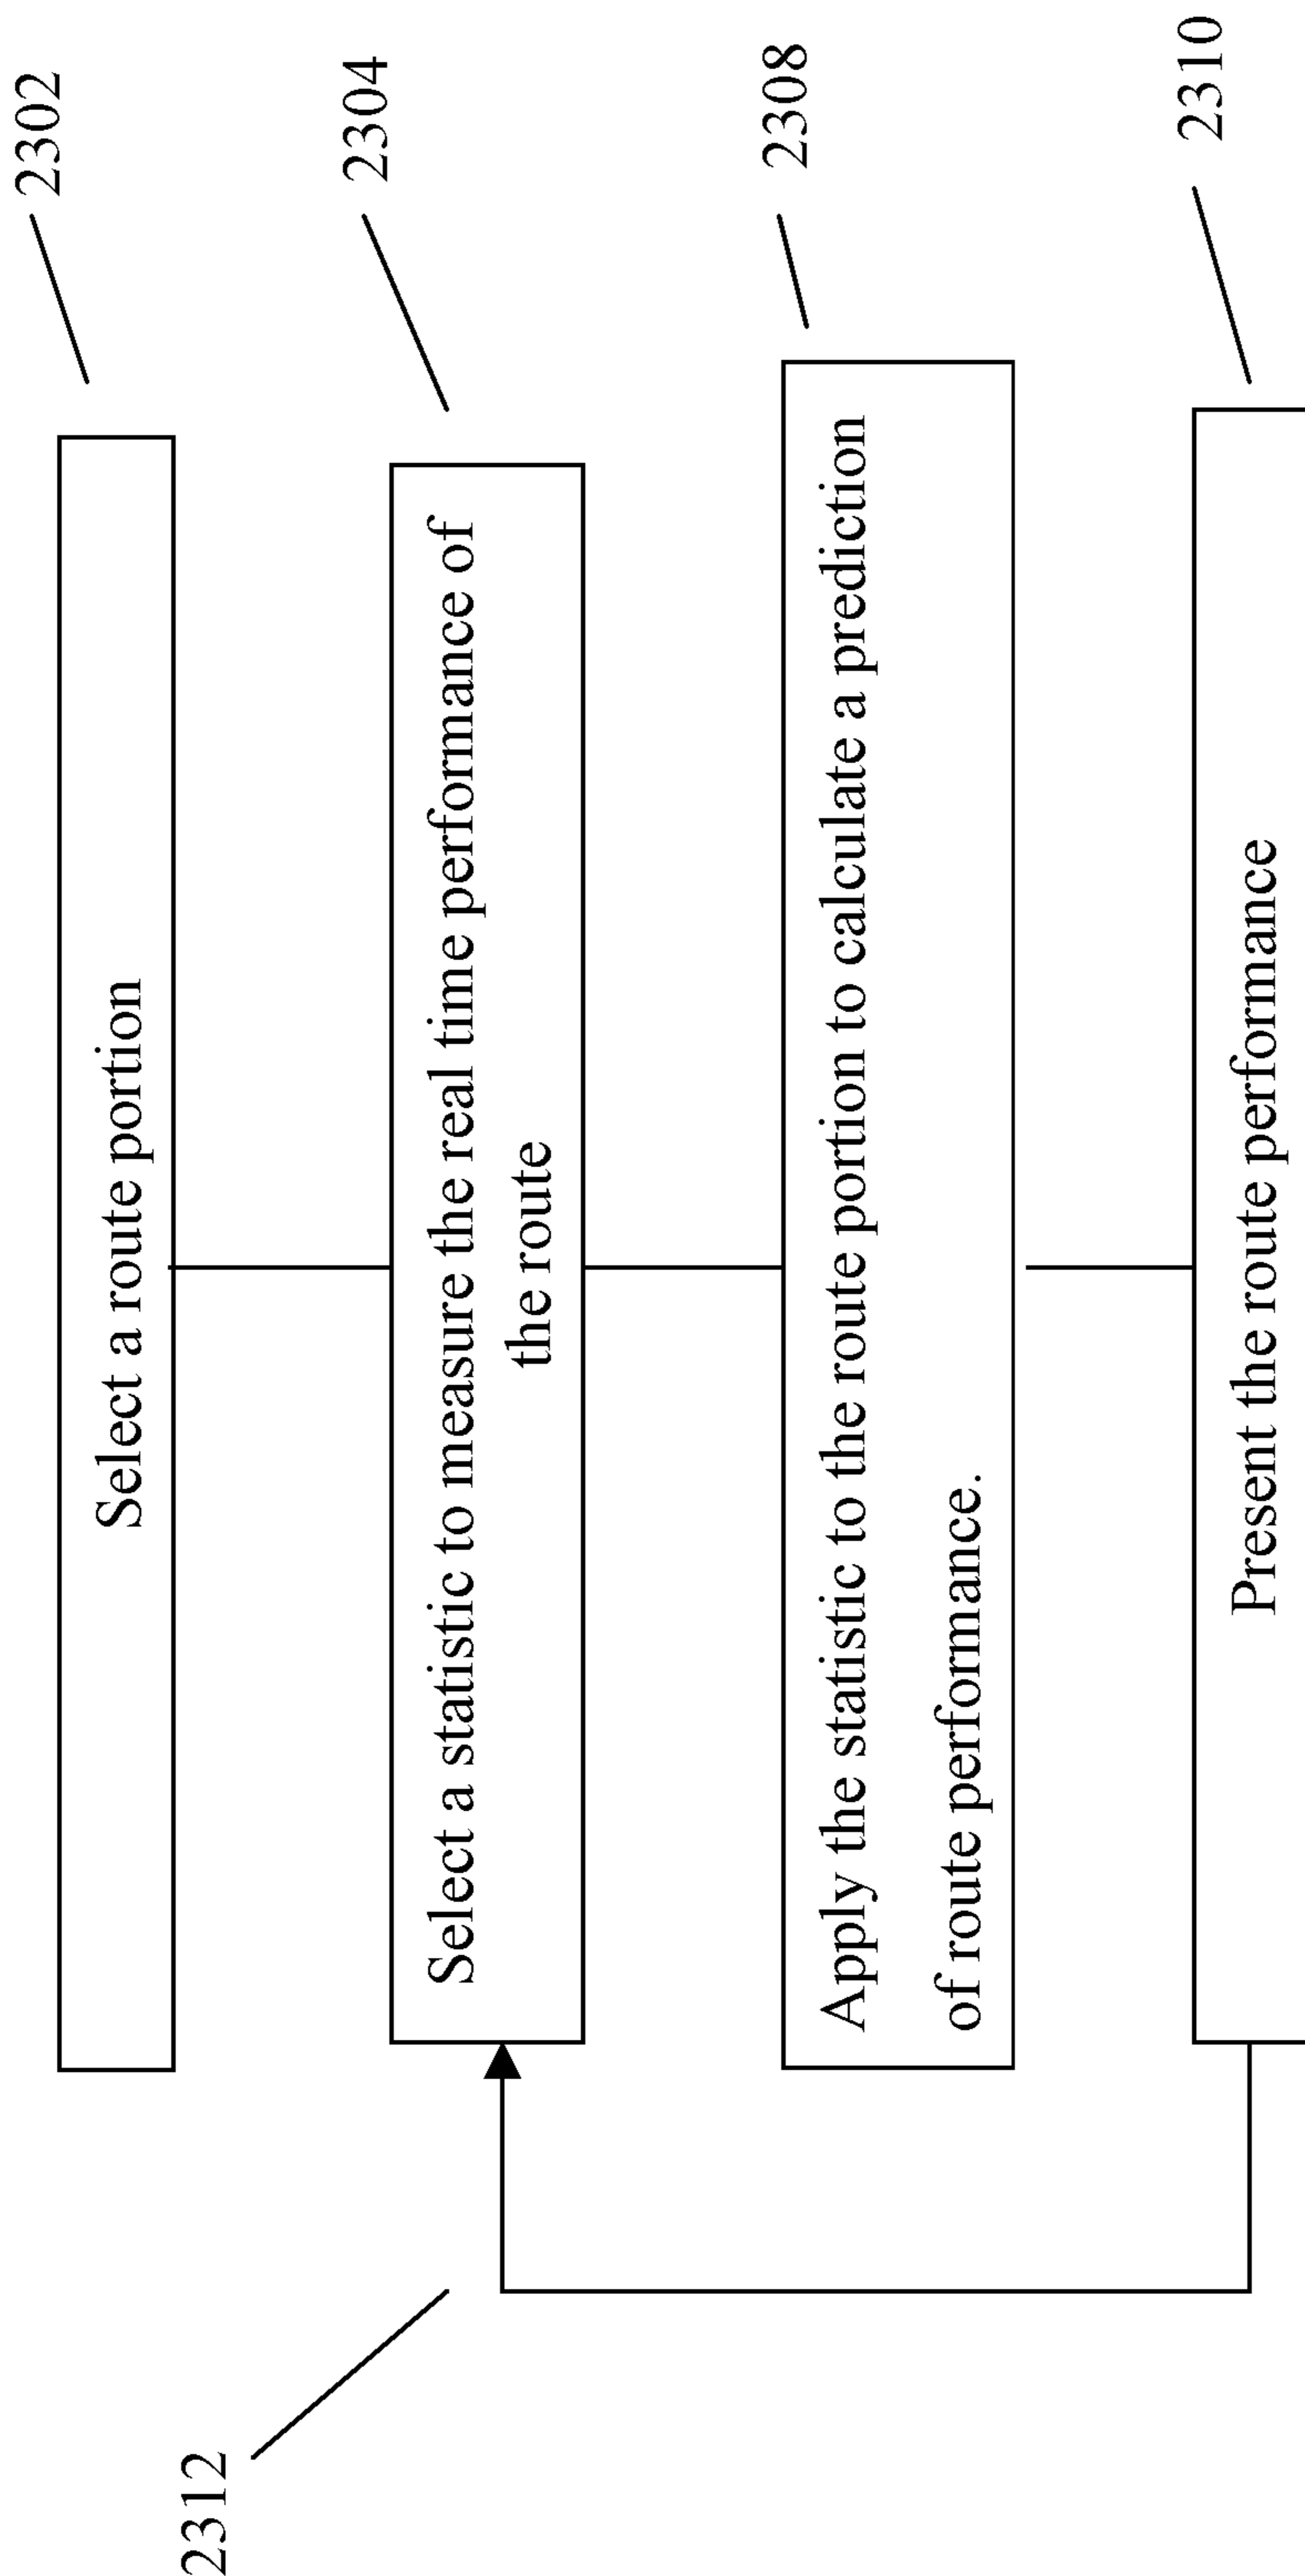 2302
Select a route portion
2304
Select a statistic to measure the real time performance of
the route
2308
Apply the statistic to the route portion to calculate a prediction
of route performance.
2310
Present the route performance
2312